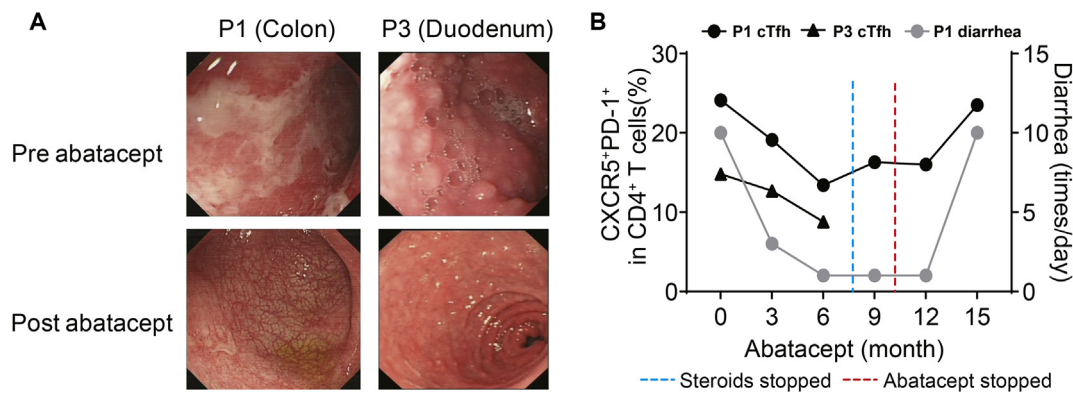 A
P1 (Colon)
P3 (Duodenum)
Pre abatacept
Post abatacept
B
P1 cTfh
P3 cTfh
P1 diarrhea
CXCR5+PD-1+
in CD4+ T cells(%)
30
20
10
0
15
10
5
0
Diarrhea (times/day)
0 3 6 9 12 15
Abatacept (month)
Steroids stopped
Abatacept stopped